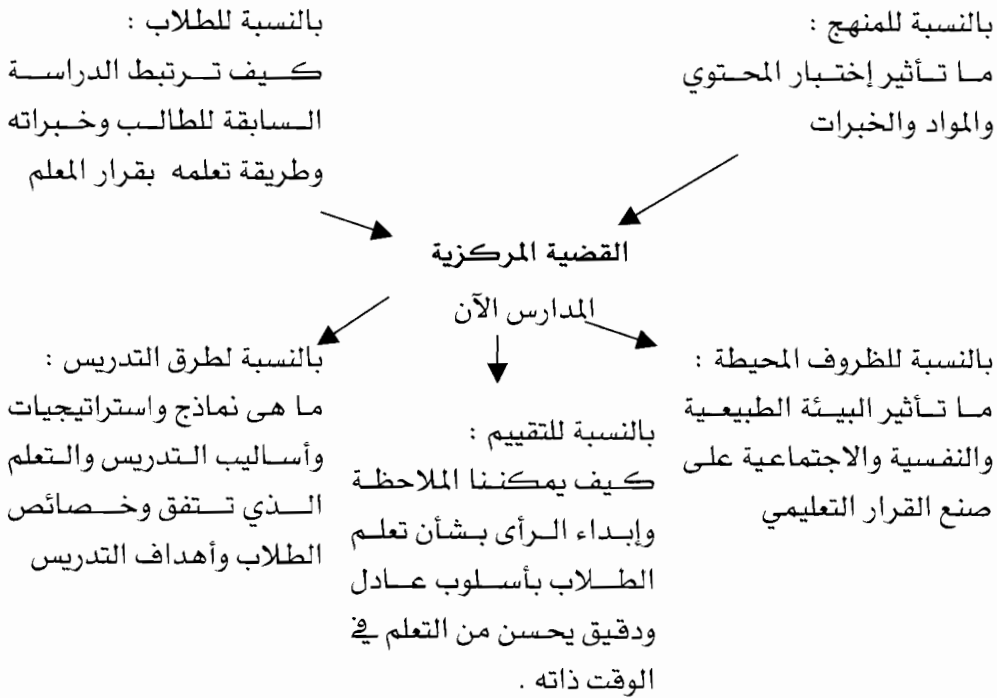 بالنسبة للمنهج :
ما تأثير إختبار المحتوي
والمواد والخبرات
بالنسبة للطلاب :
كيف ترتبط الدراسة
السابقة للطالب وخبراته
وطريقة تعلمه بقرار المعلم
القضية المركزية
المدارس الآن
بالنسبة للظروف المحيطة :
ما تأثير البيئة الطبيعية
والنفسية والاجتماعية على
صنع القرار التعليمي
بالنسبة للتقييم :
كيف يمكننا الملاحظة
وإبداء الرأى بشأن تعلم
الطلاب بأسلوب عادل
ودقيق يحسن من التعلم في
الوقت ذاته .
بالنسبة لطرق التدريس :
ما هى نماذج واستراتيجيات
وأساليب التدريس والتعلم
الذي تتفق وخصائص
الطلاب وأهداف التدريس